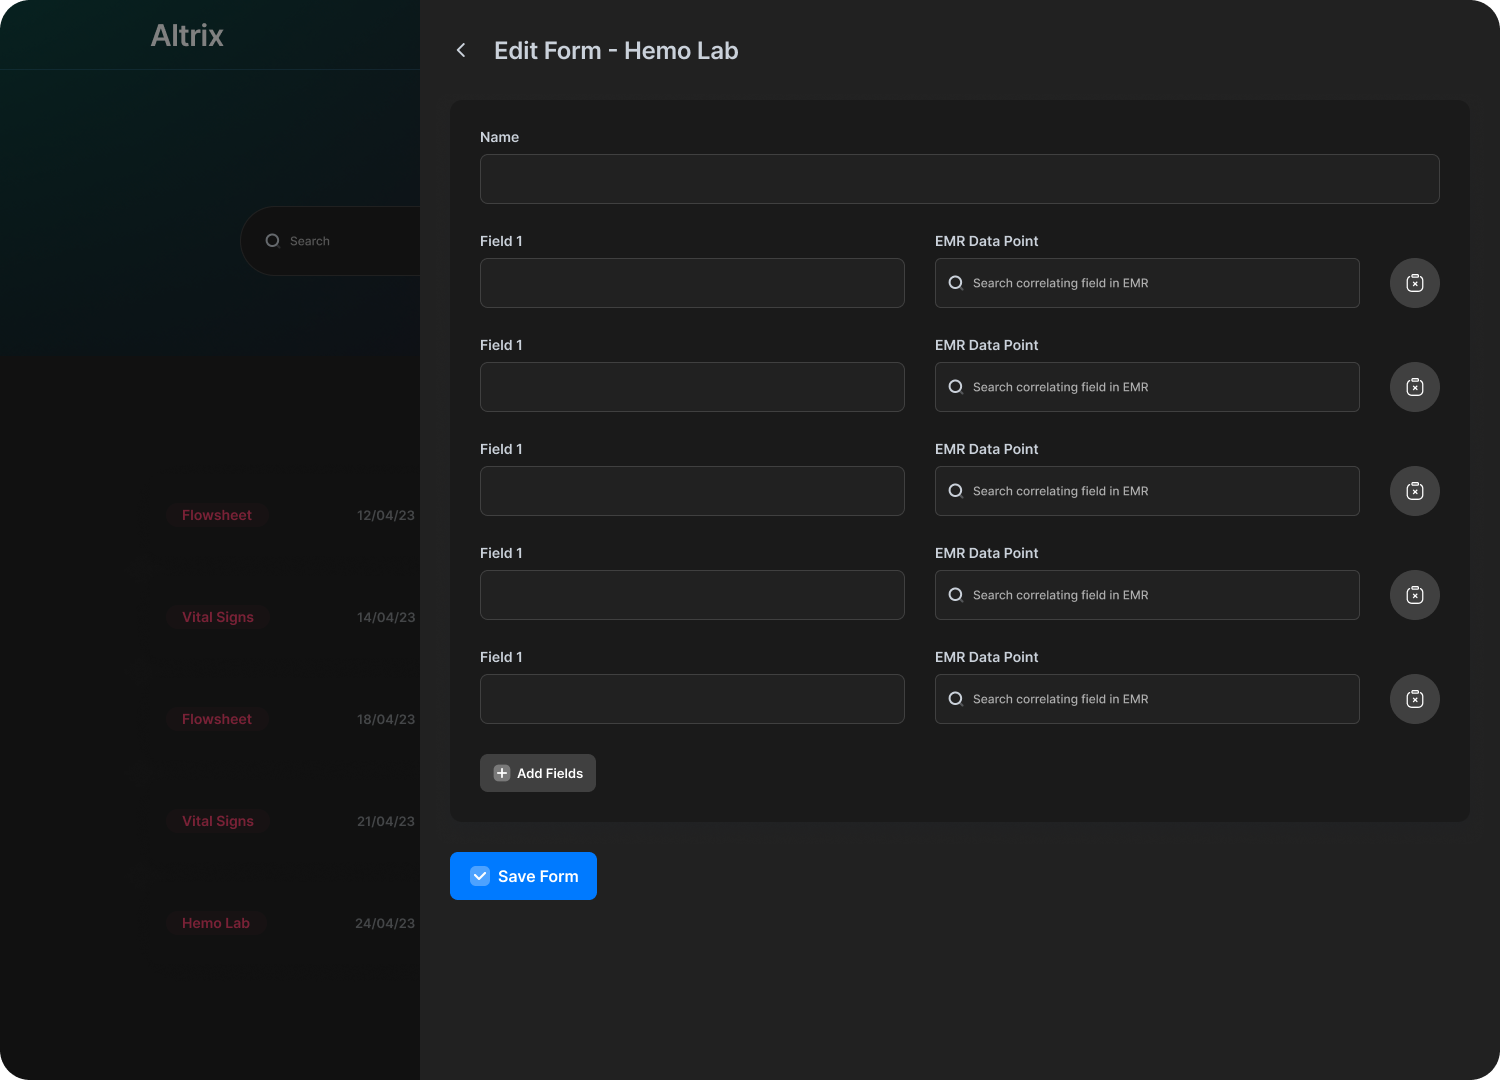 Altrix
Search
Flowsheet 12/04/23
Vital Signs 14/04/23
Flowsheet 18/04/23
Vital Signs 21/04/23
Hemo Lab 24/04/23
Edit Form - Hemo Lab
Name
Field 1 EMR Data Point
Search correlating field in EMR
Field 1 EMR Data Point
Search correlating field in EMR
Field 1 EMR Data Point
Search correlating field in EMR
Field 1 EMR Data Point
Search correlating field in EMR
Field 1 EMR Data Point
Search correlating field in EMR
Add Fields
Save Form